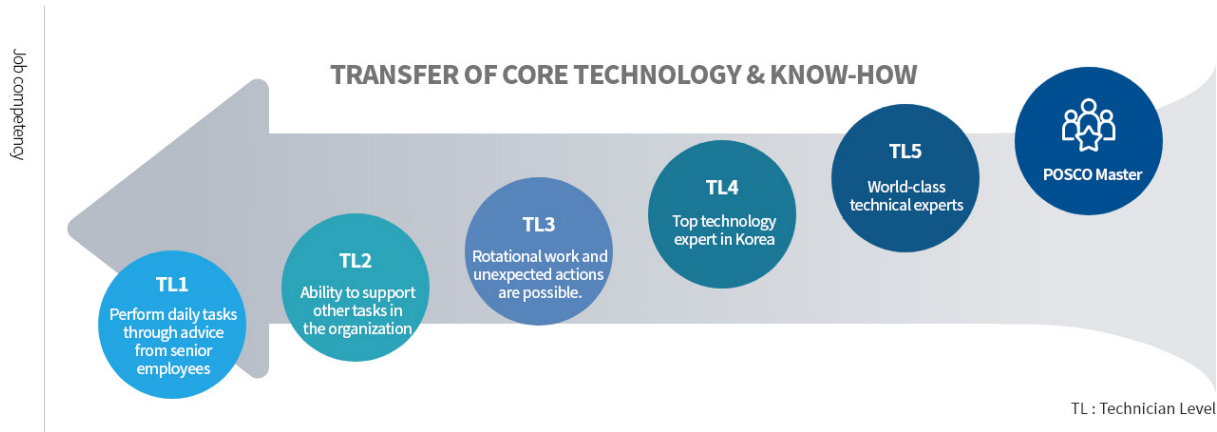 Job competency
TRANSFER OF CORE TECHNOLOGY & KNOW-HOW
TL1
Perform daily tasks
through advice
from senior
employees
TL2
Ability to support
other tasks in
the organization
TL3
Rotational work and
unexpected actions
are possible.
TL4
Top technology
expert in Korea
TL5
World-class
technical experts
POSCO Master
TL : Technician Level